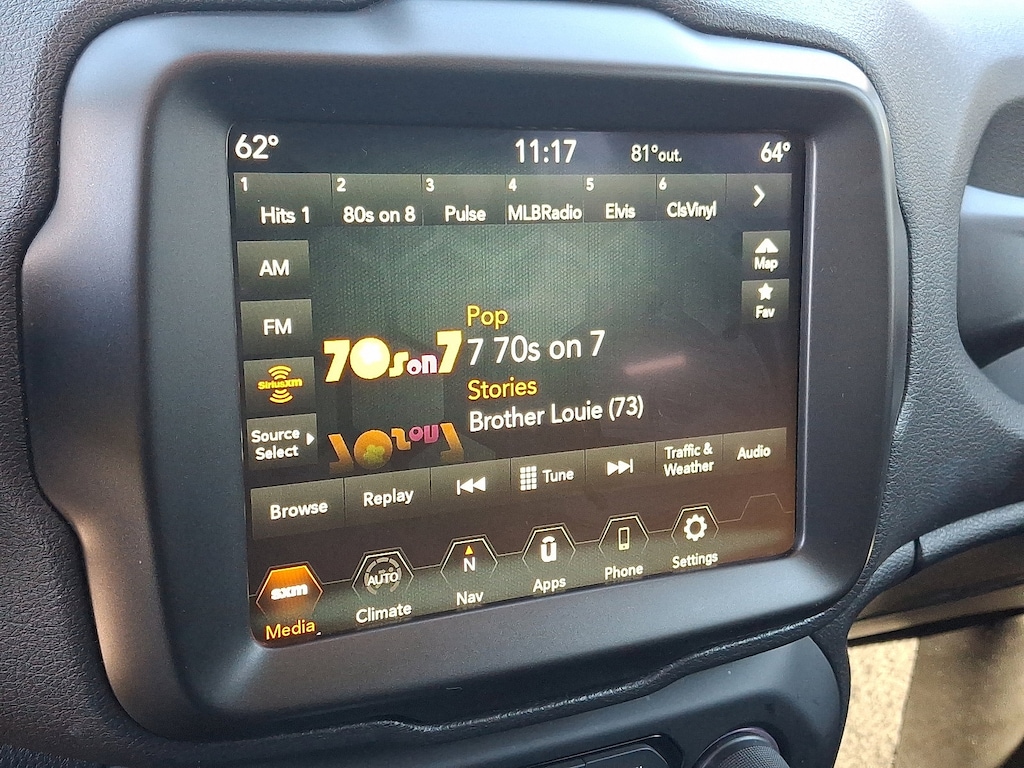 62° 11:17 81°out. 64°
1 2 3 4 5 6
Hits 1 80s on 8 Pulse MLBRadio Elvis ClsVinyl
AM
Map
FM
Fav
Pop
70s on 7 7 70s on 7
SiriusXM
Stories
Brother Louie (73)
Source
Select
Browse Replay Tune Traffic &
Weather Audio
sxm AUTO N u
Media Climate Nav Apps Phone Settings